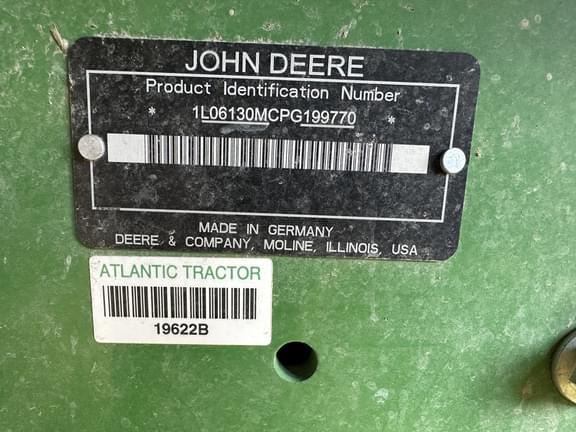 JOHN DEERE
Product Identification Number
* 1L06130MCPG199770 *
MADE IN GERMANY
DEERE & COMPANY, MOLINE, ILLINOIS, USA
ATLANTIC TRACTOR
19622B